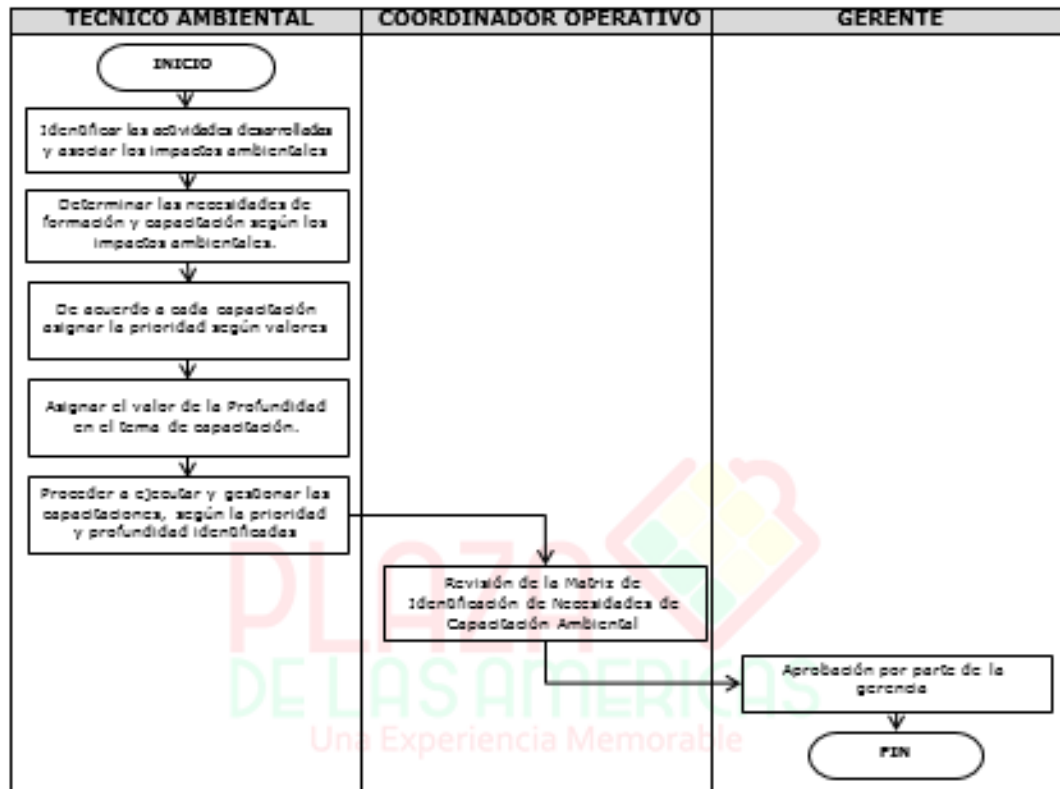 TECNICO AMBIENTAL
COORDINADOR OPERATIVO
GERENTE
INICIO
Identificar las actividades desarrolladas
y asociar los impactos ambientales
Determinar las necesidades de
formación y capacitación según los
impactos ambientales.
De acuerdo a cada capacitación
asignar la prioridad según valores
Asignar el valor de la Profundidad
en el tema de capacitación.
Proceder a ejecutar y gestionar las
capacitaciones, según la prioridad
y profundidad identificadas
Revisión de la Matriz de
Identificación de Necesidades de
Capacitación Ambiental
Aprobación por parte de la
gerencia
FIN
PLAZA
DE LAS AMERICAS
Una Experiencia Memorable